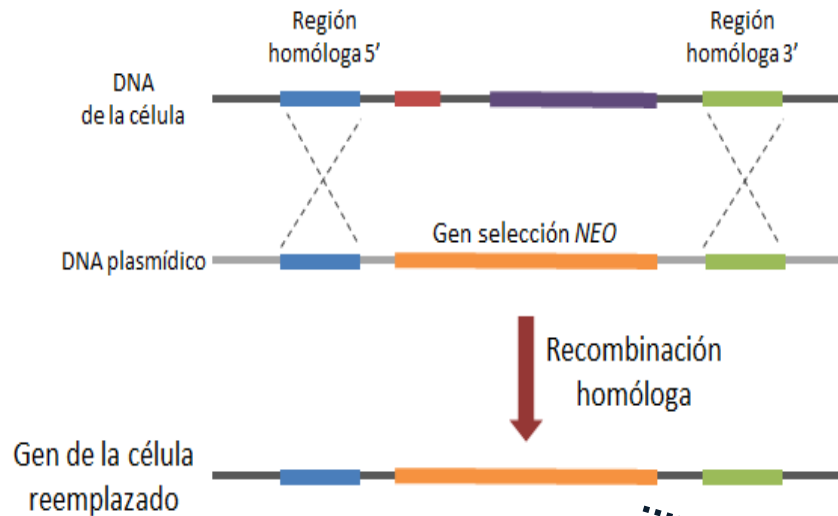 Región
homóloga 5'
Región
homóloga 3'
DNA
de la célula
Gen selección NEO
DNA plasmídico
Recombinación
homóloga
Gen de la célula
reemplazado